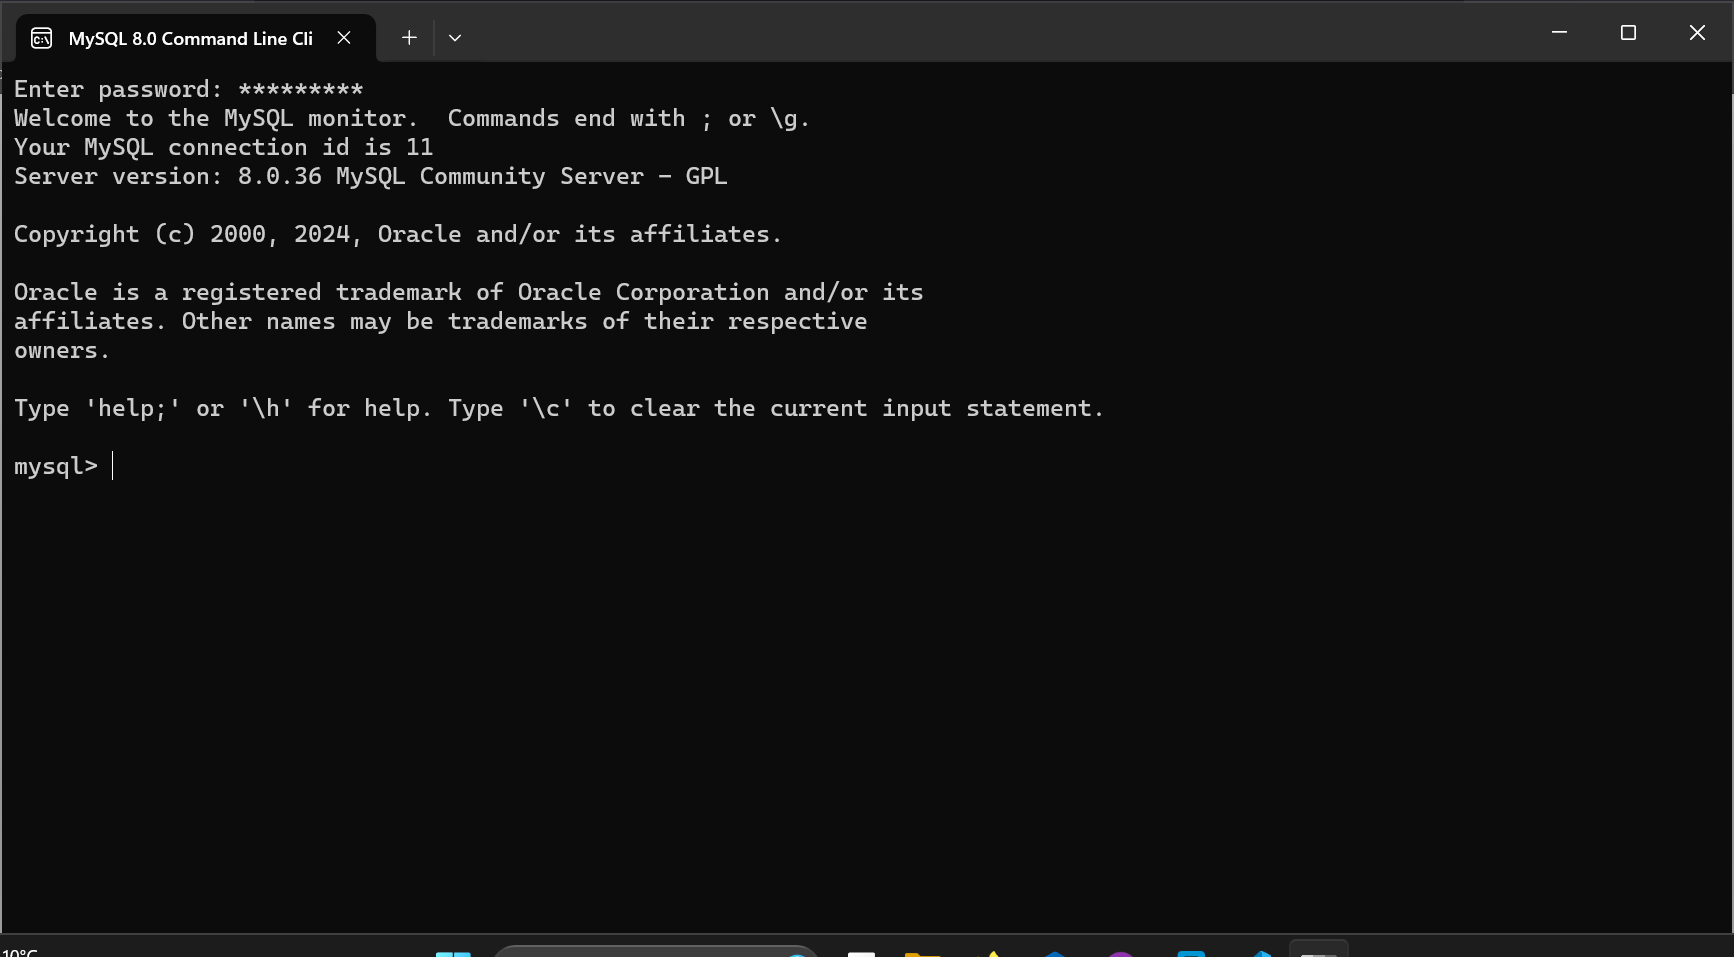 MySQL 8.0 Command Line Cli
Enter password: *********
Welcome to the MySQL monitor.  Commands end with ; or \g.
Your MySQL connection id is 11
Server version: 8.0.36 MySQL Community Server - GPL
Copyright (c) 2000, 2024, Oracle and/or its affiliates.
Oracle is a registered trademark of Oracle Corporation and/or its
affiliates. Other names may be trademarks of their respective
owners.
Type 'help;' or '\h' for help. Type '\c' to clear the current input statement.
mysql>
10°C